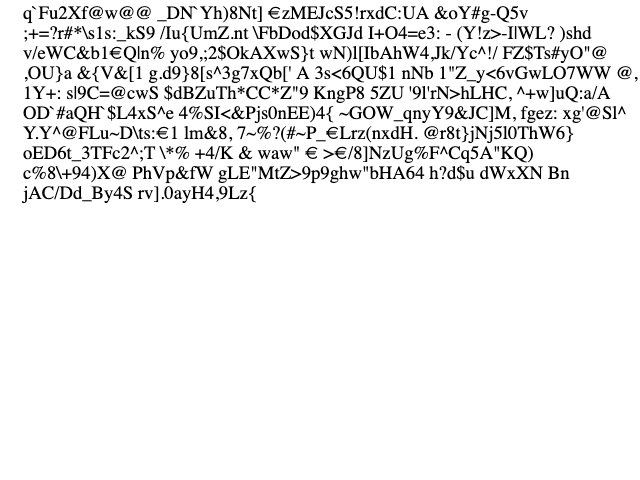 q`Fu2Xf@w@@ _DN`Yh)8Nt] €zMEJcS5!rxdC:UA &oY#g-Q5v
;+=?r#*\s1s:_kS9 /Iu{UmZ.nt \FbDod$XGJd I+O4=e3: - (Y!z>-I|WL? )shd
v/eWC&b1€Q|n% yo9,;2$OkAXwS}t wN)l[IbAhW4,Jk/Yc^!/ FZ$Ts#yO"@
,OU}a &{V&[1 g.d9}8[s^3g7xQb[' A 3s<6QU$1 nNb 1"Z_y<6vGwLO7WW @,
1Y+: s|9C=@cwS $dBZuTh*CC*Z"9 KngP8 5ZU '9l'rN>hLHC, ^+w]uQ:a/A
OD`#aQH`$L4xS^e 4%SI<&Pjs0nEE)4{ ~GOW_qnyY9&JC]M, fgez: xg'@Sl^
Y.Y^@FLu~D\ts:€1 lm&8, 7~%?(#~P_€Lrz(nxdH. @r8t}jNj5l0ThW6}
oED6t_3TFc2^;T \*% +4/K & waw" € >€/8]NzUg%F^Cq5A"KQ)
c%8\+94)X@ PhVp&fW gLE"MtZ>9p9ghw"bHA64 h?d$u dWxXN Bn
jAC/Dd_By4S rv].0ayH4,9Lz{